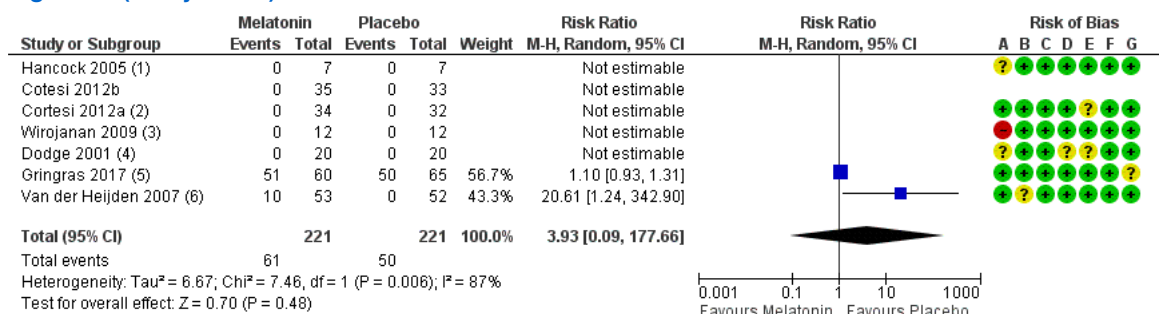 Melatonin Placebo Risk Ratio Risk Ratio Risk of Bias
Study or Subgroup Events Total Events Total Weight M-H, Random, 95% CI M-H, Random, 95% CI A B C D E F G
Hancock 2005 (1) 0 7 0 7 Not estimable ? + + + + + +
Cotesi 2012b 0 35 0 33 Not estimable
Cortesi 2012a (2) 0 34 0 32 Not estimable + + + + ? + +
Wirojanan 2009 (3) 0 12 0 12 Not estimable - + + + + + +
Dodge 2001 (4) 0 20 0 20 Not estimable ? + + ? ? + +
Gringras 2017 (5) 51 60 50 65 56.7% 1.10 [0.93, 1.31] + + + + + + ?
Van der Heijden 2007 (6) 10 53 0 52 43.3% 20.61 [1.24, 342.90] + ? + + + + +
Total (95% CI) 221 221 100.0% 3.93 [0.09, 177.66]
Total events 61 50
Heterogeneity: Tau² = 6.67; Chi² = 7.46, df = 1 (P = 0.006); I² = 87%
Test for overall effect: Z = 0.70 (P = 0.48)
0.001 0.1 1 10 1000
Favours Melatonin Favours Placebo